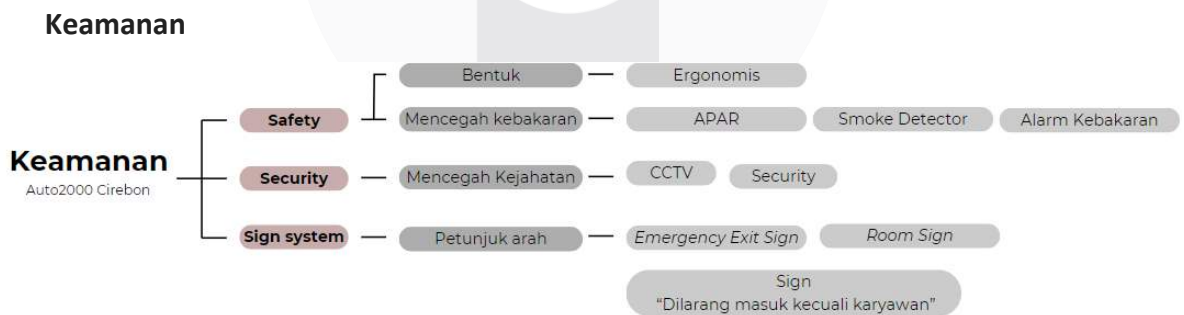 Keamanan
Bentuk
Ergonomis
Safety
Mencegah kebakaran
APAR
Smoke Detector
Alarm Kebakaran
Keamanan
Auto2000 Cirebon
Security
Mencegah Kejahatan
CCTV
Security
Sign system
Petunjuk arah
Emergency Exit Sign
Room Sign
Sign
“Dilarang masuk kecuali karyawan”